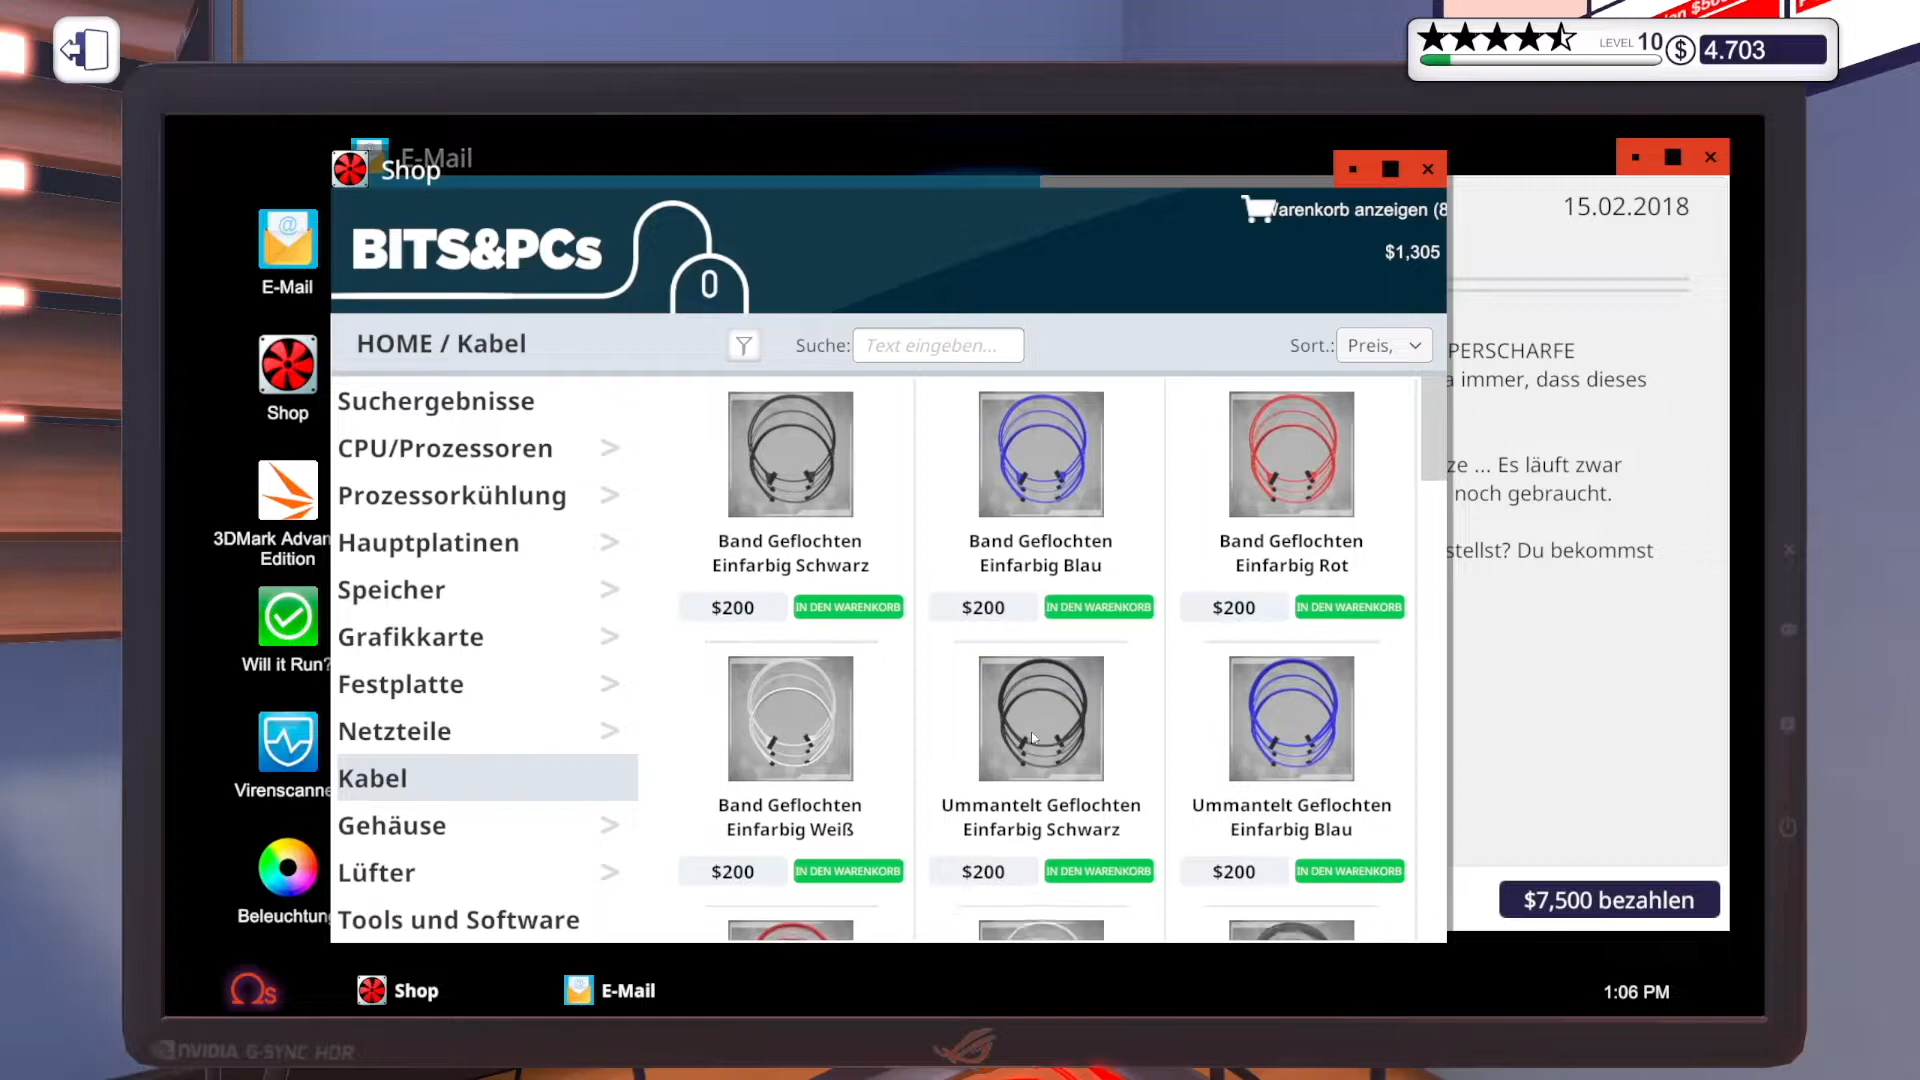 LEVEL 10
$ 4.703
E-Mail
Shop
BITS&PCs
arenkorb anzeigen (8
$1,305
HOME / Kabel
Suche:
Text eingeben...
Sort.:
Preis,
Suchergebnisse
CPU/Prozessoren
Prozessorkühlung
Hauptplatinen
Speicher
Grafikkarte
Festplatte
Netzteile
Kabel
Gehäuse
Lüfter
Tools und Software
Band Geflochten
Einfarbig Schwarz
$200
IN DEN WARENKORB
Band Geflochten
Einfarbig Blau
$200
IN DEN WARENKORB
Band Geflochten
Einfarbig Rot
$200
IN DEN WARENKORB
Band Geflochten
Einfarbig Weiß
$200
IN DEN WARENKORB
Ummantelt Geflochten
Einfarbig Schwarz
$200
IN DEN WARENKORB
Ummantelt Geflochten
Einfarbig Blau
$200
IN DEN WARENKORB
E-Mail
Shop
3DMark Advan
Edition
Will it Run?
Virenscanne
Beleuchtun
15.02.2018
PERSCHARFE
a immer, dass dieses
ze ... Es läuft zwar
noch gebraucht.
stellst? Du bekommst
$7,500 bezahlen
Ωs
Shop
E-Mail
1:06 PM
NVIDIA G-SYNC HDR